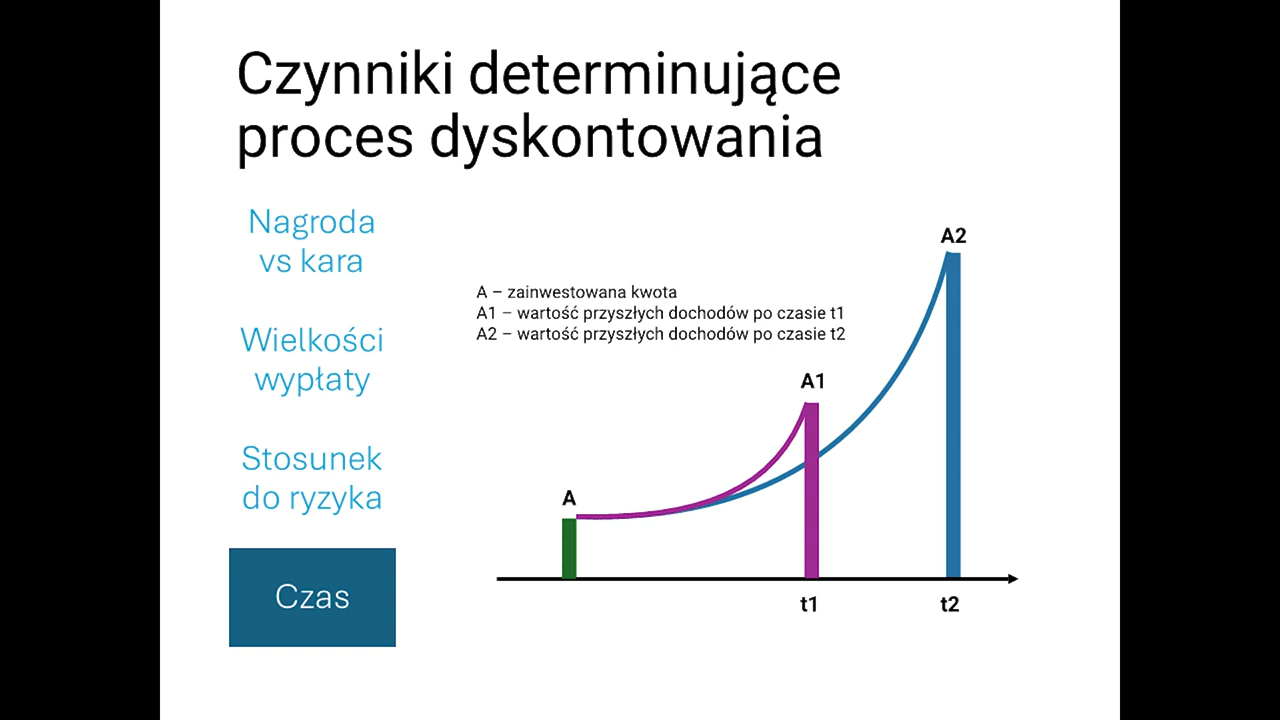 Czynniki determinujące
proces dyskontowania
Nagroda
vs kara
Wielkości
wypłaty
Stosunek
do ryzyka
Czas
A – zainwestowana kwota
A1 – wartość przyszłych dochodów po czasie t1
A2 – wartość przyszłych dochodów po czasie t2
A
A1
A2
t1
t2